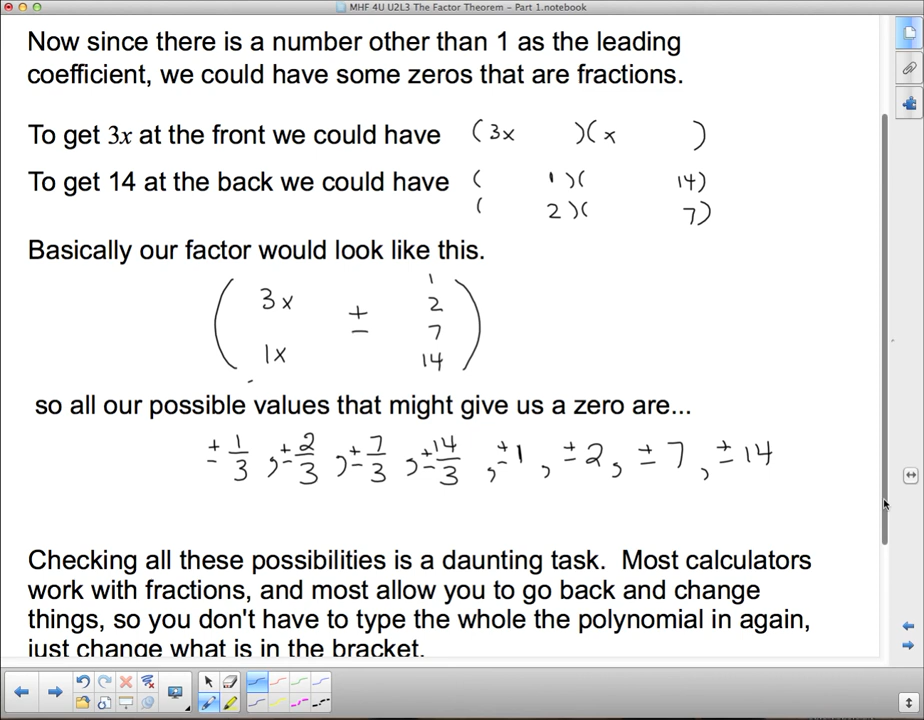 MHF 4U U2L3 The Factor Theorem – Part 1.notebook
Now since there is a number other than 1 as the leading
coefficient, we could have some zeros that are fractions.
To get 3x at the front we could have (3x )(x )
To get 14 at the back we could have ( 1)( 14)
( 2)( 7)
Basically our factor would look like this.
1
3x 2
±
7
1x 14
so all our possible values that might give us a zero are...
± 1/3 , ± 2/3 , ± 7/3 , ± 14/3 , ± 1 , ± 2 , ± 7 , ± 14
Checking all these possibilities is a daunting task. Most calculators
work with fractions, and most allow you to go back and change
things, so you don't have to type the whole the polynomial in again,
just change what is in the bracket.